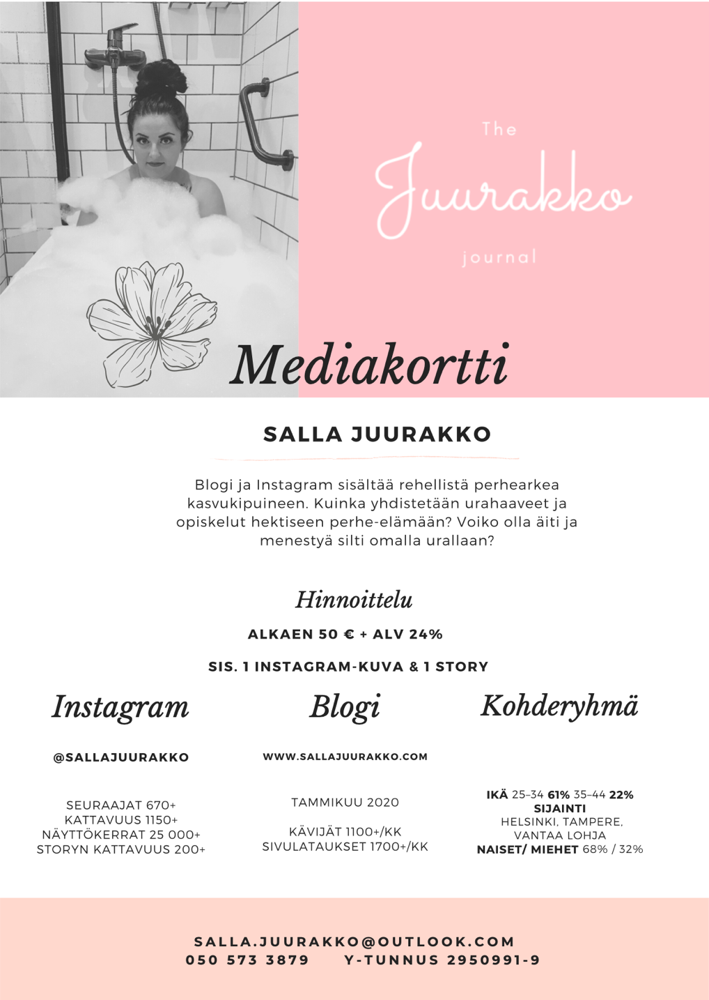 The
Juurakko
journal
Mediakortti
SALLA JUURAKKO
Blogi ja Instagram sisältää rehellistä perhearkea
kasvukipuineen. Kuinka yhdistetään urahaaveet ja
opiskelut hektiseen perhe-elämään? Voiko olla äiti ja
menestyä silti omalla urallaan?
Hinnoittelu
ALKAEN 50 € + ALV 24%
SIS. 1 INSTAGRAM-KUVA & 1 STORY
Instagram
@SALLAJUURAKKO
SEURAAJAT 670+
KATTAVUUS 1150+
NÄYTTÖKERRAT 25 000+
STORYN KATTAVUUS 200+
Blogi
WWW.SALLAJUURAKKO.COM
TAMMIKUU 2020
KÄVIJÄT 1100+/KK
SIVULATAUKSET 1700+/KK
Kohderyhmä
IKÄ 25-34 61% 35-44 22%
SIJAINTI
HELSINKI, TAMPERE,
VANTAA LOHJA
NAISET/ MIEHET 68% / 32%
SALLA.JUURAKKO@OUTLOOK.COM
050 573 3879 Y-TUNNUS 2950991-9